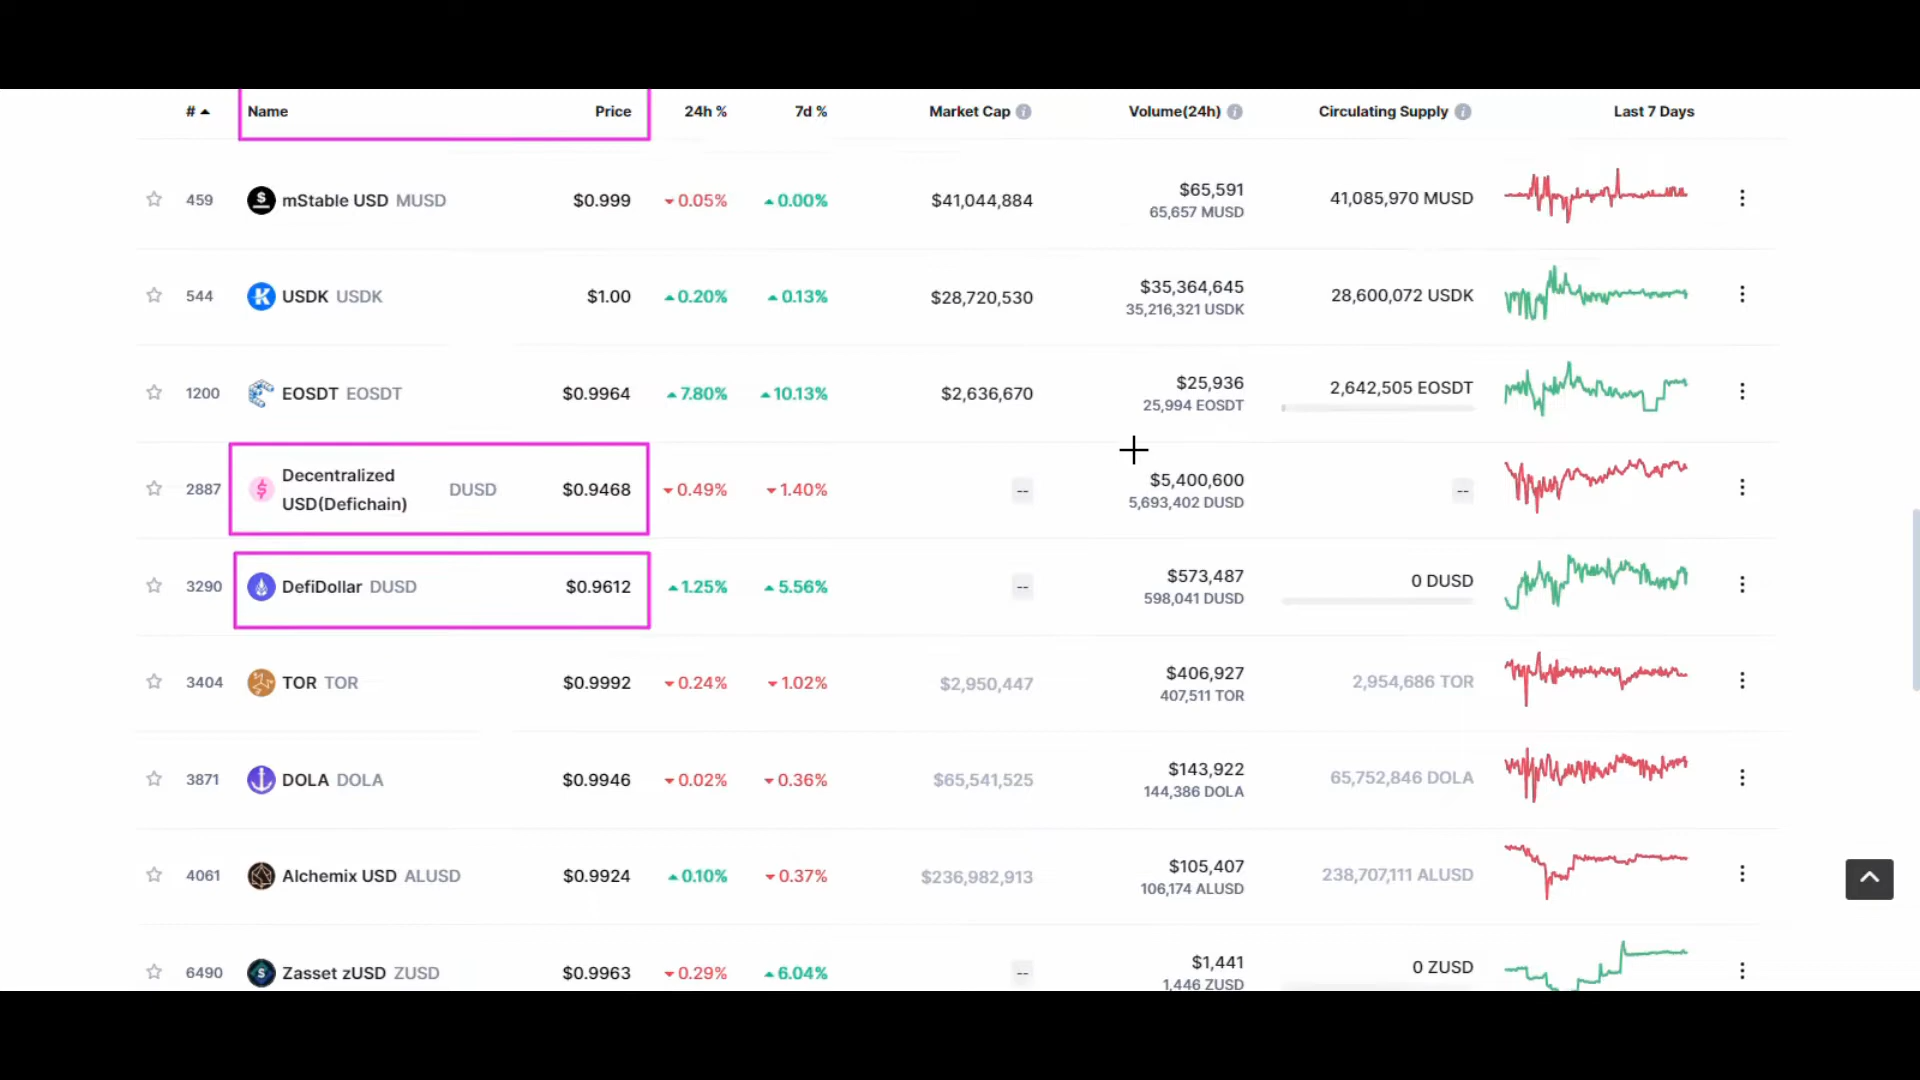 # Name Price 24h % 7d % Market Cap Volume(24h) Circulating Supply Last 7 Days
459 mStable USD MUSD $0.999 0.05% 0.00% $41,044,884 $65,591 41,085,970 MUSD
65,657 MUSD
544 USDK USDK $1.00 0.20% 0.13% $28,720,530 $35,364,645 28,600,072 USDK
35,216,321 USDK
1200 EOSDT EOSDT $0.9964 7.80% 10.13% $2,636,670 $25,936 2,642,505 EOSDT
25,994 EOSDT
2887 Decentralized USD(Defichain) DUSD $0.9468 0.49% 1.40% -- $5,400,600 --
5,693,402 DUSD
3290 DefiDollar DUSD $0.9612 1.25% 5.56% -- $573,487 0 DUSD
598,041 DUSD
3404 TOR TOR $0.9992 0.24% 1.02% $2,950,447 $406,927 2,954,686 TOR
407,511 TOR
3871 DOLA DOLA $0.9946 0.02% 0.36% $65,541,525 $143,922 65,752,846 DOLA
144,386 DOLA
4061 Alchemix USD ALUSD $0.9924 0.10% 0.37% $236,982,913 $105,407 238,707,111 ALUSD
106,174 ALUSD
6490 Zasset zUSD ZUSD $0.9963 0.29% 6.04% -- $1,441 0 ZUSD
1,446 ZUSD